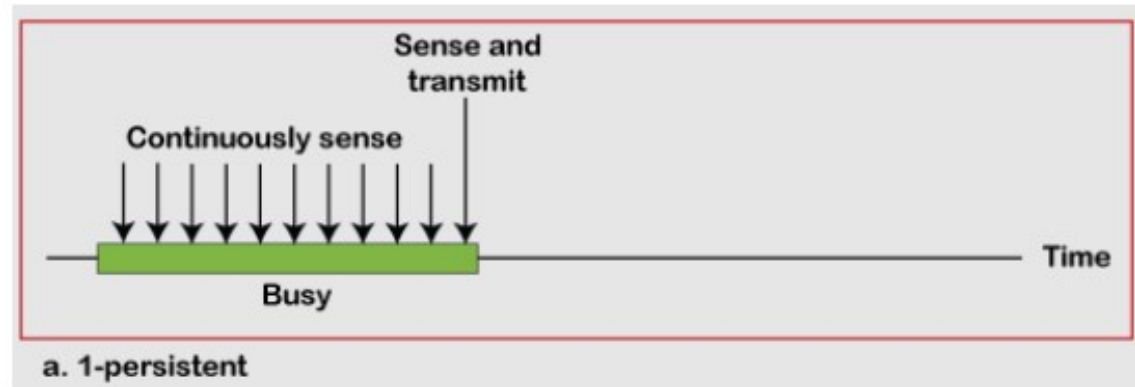 Sense and
transmit
Continuously sense
Time
Busy
a. 1-persistent